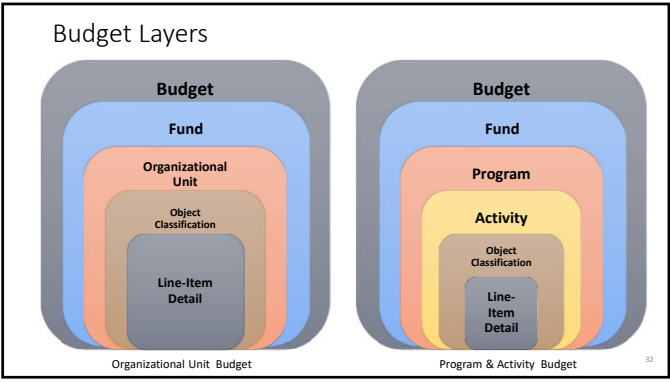 Budget Layers
Budget
Fund
Organizational
Unit
Object
Classification
Line-Item
Detail
Organizational Unit Budget
Budget
Fund
Program
Activity
Object
Classification
Line-
Item
Detail
Program & Activity Budget
32